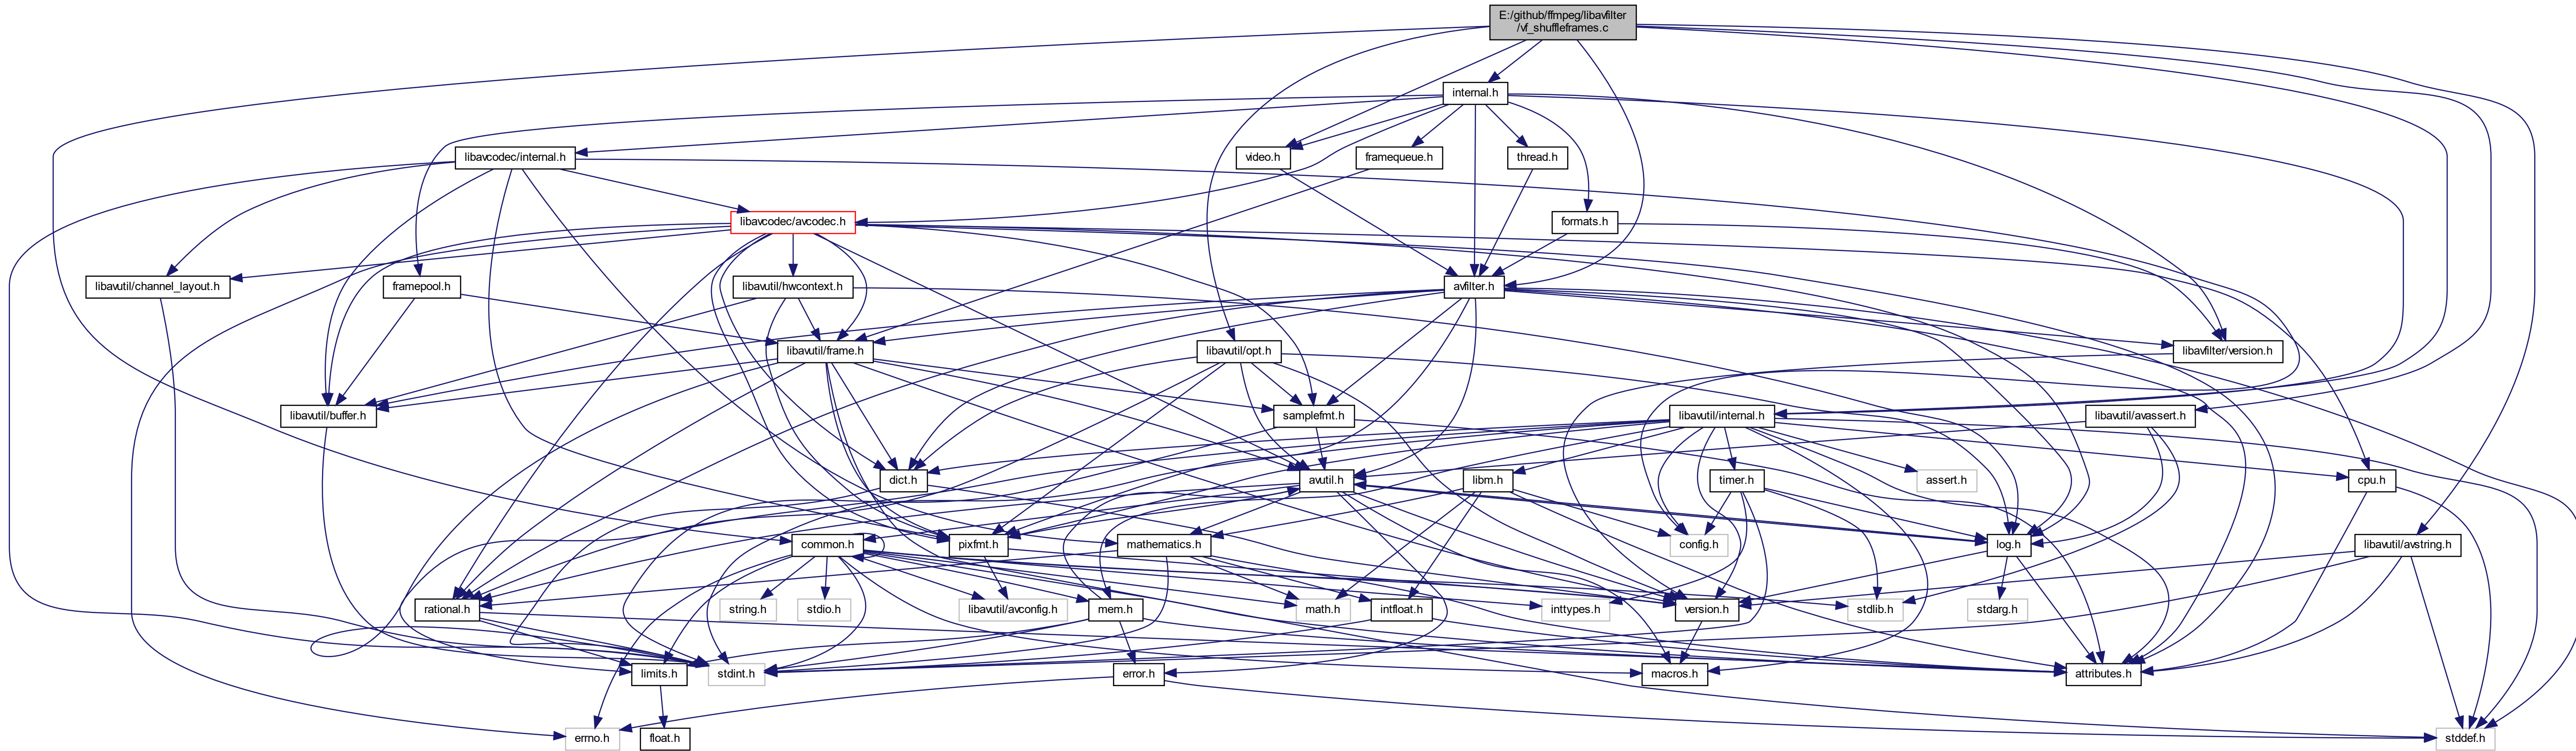 E:/github/ffmpeg/libavfilter
/vf_shuffleframes.c
internal.h
libavcodec/internal.h
video.h
framequeue.h
thread.h
libavcodec/avcodec.h
formats.h
libavutil/channel_layout.h
framepool.h
libavutil/hwcontext.h
avfilter.h
libavutil/frame.h
libavutil/opt.h
libavfilter/version.h
libavutil/buffer.h
samplefmt.h
libavutil/internal.h
libavutil/avassert.h
dict.h
avutil.h
libm.h
timer.h
assert.h
cpu.h
common.h
pixfmt.h
mathematics.h
config.h
log.h
libavutil/avstring.h
rational.h
string.h
stdio.h
libavutil/avconfig.h
mem.h
math.h
intfloat.h
inttypes.h
version.h
stdlib.h
stdarg.h
limits.h
stdint.h
error.h
macros.h
attributes.h
errno.h
float.h
stddef.h